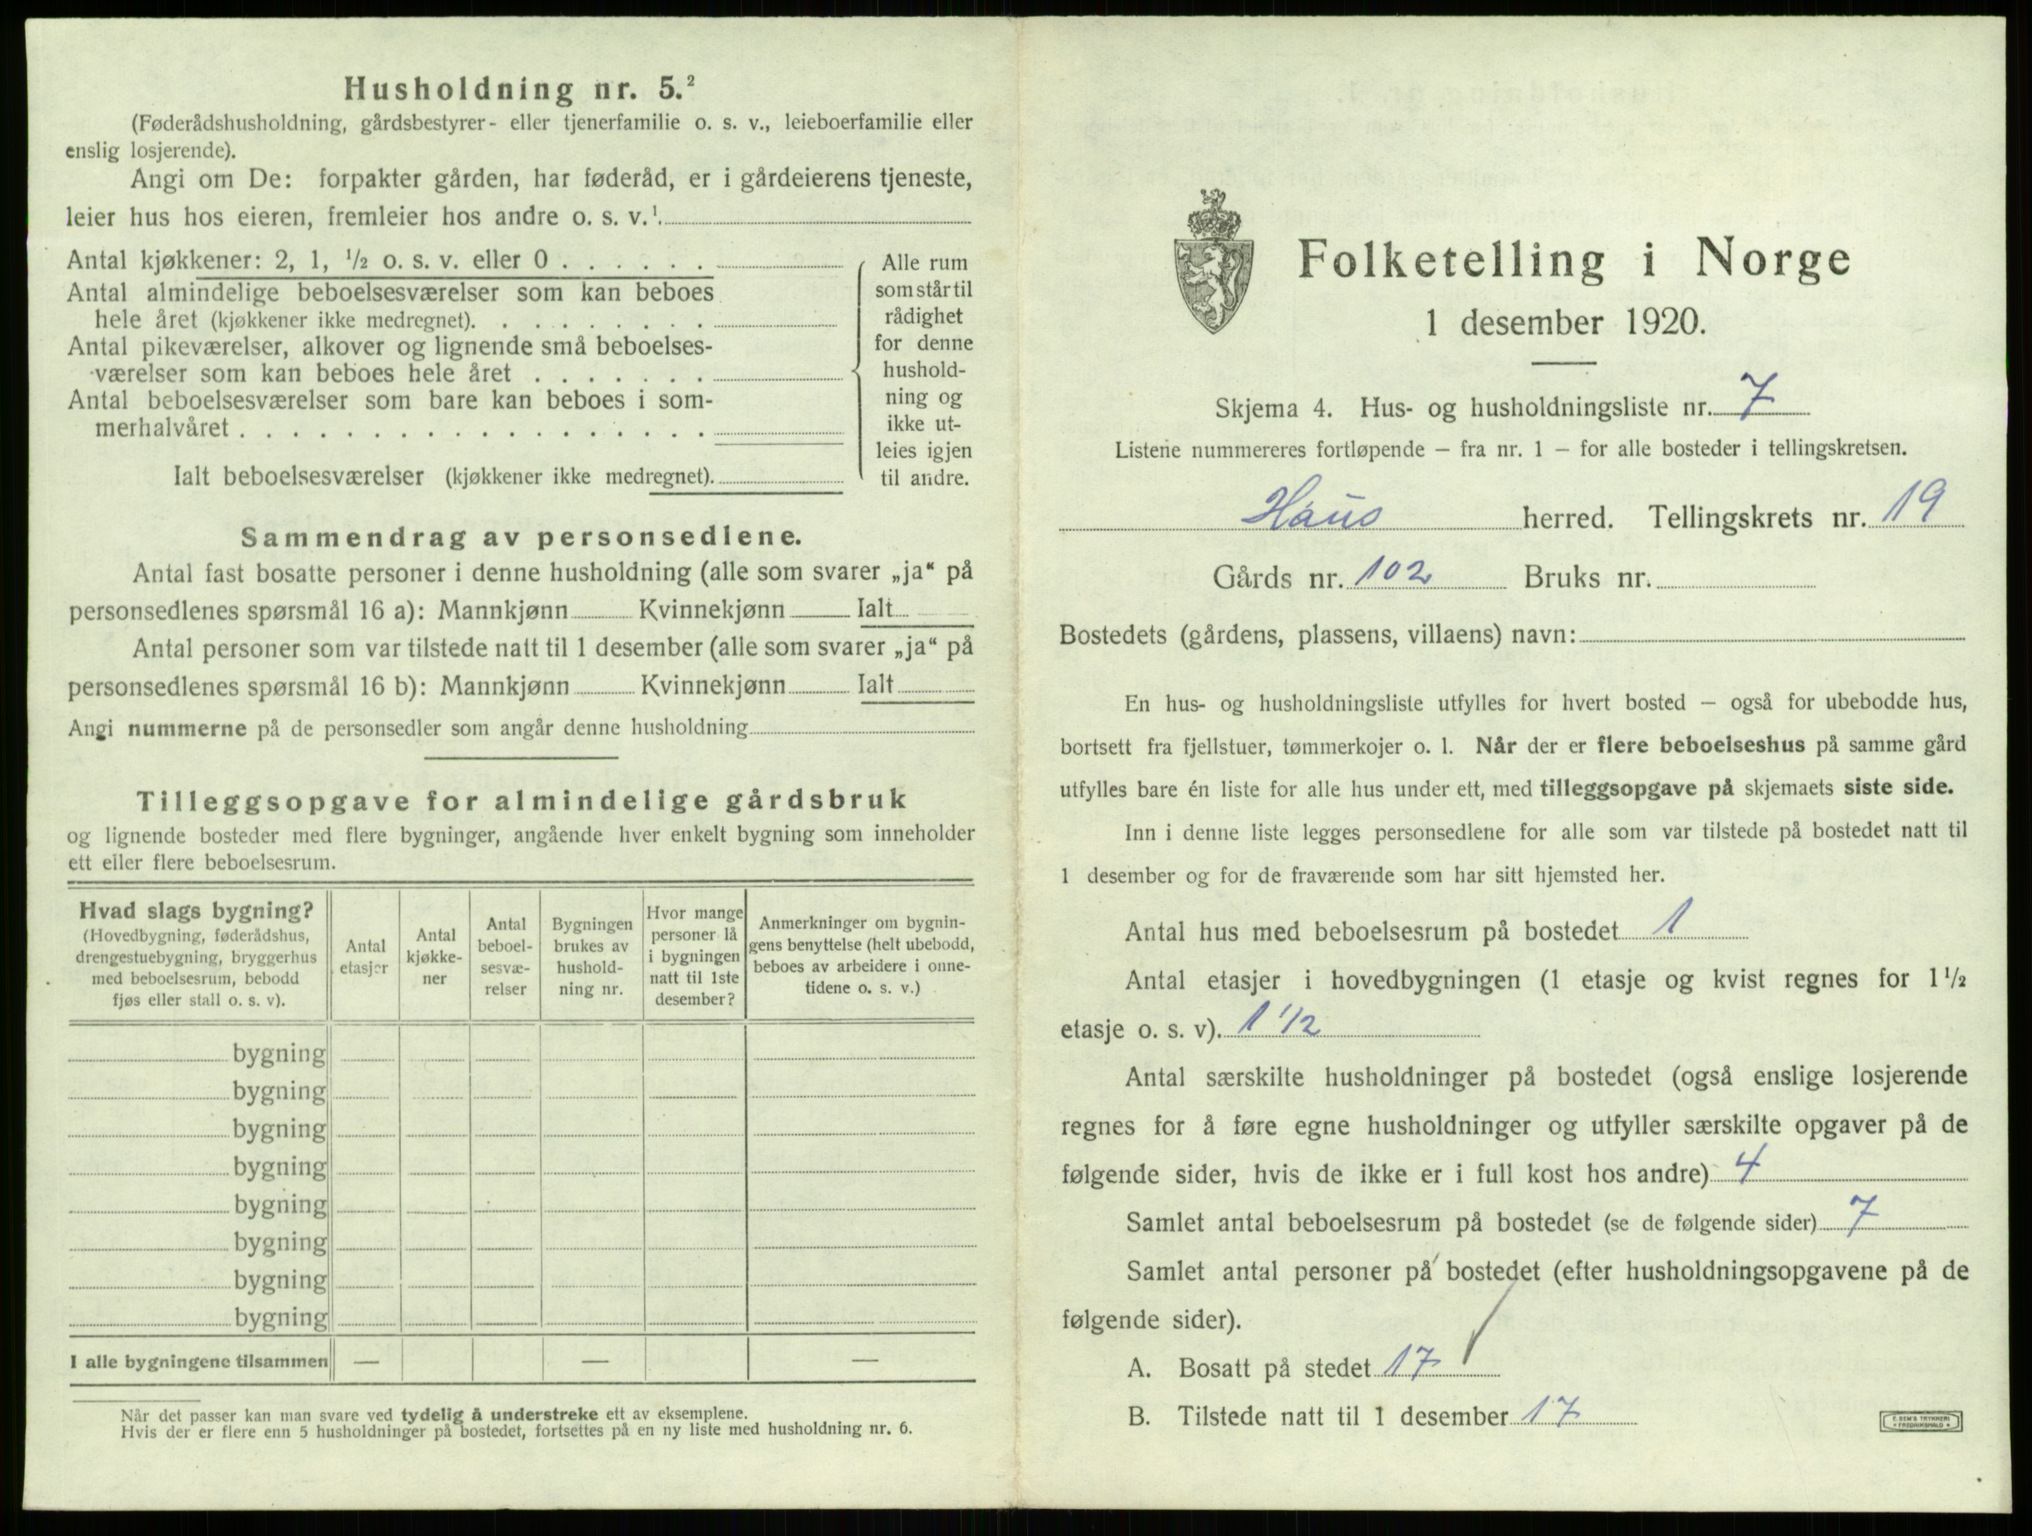 Husholdning nr. 5.²
(Føderådshusholdning, gårdsbestyrer- eller tjenerfamilie o. s. v., leieboerfamilie eller
enslig losjerende).
Angi om De: forpakter gården, har føderåd, er i gårdeierens tjeneste,
leier hus hos eieren, fremleier hos andre o. s. v.¹
Antal kjøkkener: 2, 1, ½ o. s. v. eller 0 . . . . . .
Antal almindelige beboelsesværelser som kan beboes
hele året (kjøkkener ikke medregnet). . . . . . . . .
Antal pikeværelser, alkover og lignende små beboelses-
værelser som kan beboes hele året . . . . . . .
Antal beboelsesværelser som bare kan beboes i som-
merhalvåret . . . . . . . . . . . . . . . . . .
Ialt beboelsesværelser (kjøkkener ikke medregnet).
Alle rum
som står til
rådighet
for denne
hushold-
ning og
ikke ut-
leies igjen
til andre.
Sammendrag av personsedlene.
Antal fast bosatte personer i denne husholdning (alle som svarer „ja“ på
personsedlenes spørsmål 16 a): Mannkjønn Kvinnekjønn Ialt
Antal personer som var tilstede natt til 1 desember (alle som svarer „ja“ på
personsedlenes spørsmål 16 b): Mannkjønn Kvinnekjønn Ialt
Angi nummerne på de personsedler som angår denne husholdning
Tilleggsopgave for almindelige gårdsbruk
og lignende bosteder med flere bygninger, angående hver enkelt bygning som inneholder
ett eller flere beboelsesrum.
Hvad slags bygning?
(Hovedbygning, føderådshus,
drengestuebygning, bryggerhus
med beboelsesrum, bebodd
fjøs eller stall o. s. v).
Antal
etasjer
Antal
kjøkke-
ner
Antal
beboel-
sesvæ-
relser
Bygningen
brukes av
hushold-
ning nr.
Hvor mange
personer lå
i bygningen
natt til 1ste
desember?
Anmerkninger om bygnin-
gens benyttelse (helt ubebodd,
beboes av arbeidere i onne-
tidene o. s. v.)
bygning
bygning
bygning
bygning
bygning
bygning
bygning
bygning
I alle bygningene tilsammen — — —
Når det passer kan man svare ved tydelig å understreke ett av eksemplene.
Hvis der er flere enn 5 husholdninger på bostedet, fortsettes på en ny liste med husholdning nr. 6.
Folketelling i Norge
1 desember 1920.
Skjema 4. Hus- og husholdningsliste nr. 7
Listene nummereres fortløpende – fra nr. 1 – for alle bosteder i tellingskretsen.
Haus herred. Tellingskrets nr. 19
Gårds nr. 102 Bruks nr.
Bostedets (gårdens, plassens, villaens) navn:
En hus- og husholdningsliste utfylles for hvert bosted – også for ubebodde hus,
bortsett fra fjellstuer, tømmerkojer o. l. Når der er flere beboelseshus på samme gård
utfylles bare én liste for alle hus under ett, med tilleggsopgave på skjemaets siste side.
Inn i denne liste legges personsedlene for alle som var tilstede på bostedet natt til
1 desember og for de fraværende som har sitt hjemsted her.
Antal hus med beboelsesrum på bostedet 1
Antal etasjer i hovedbygningen (1 etasje og kvist regnes for 1 ½
etasje o. s. v). 1 1/2
Antal særskilte husholdninger på bostedet (også enslige losjerende
regnes for å føre egne husholdninger og utfyller særskilte opgaver på de
følgende sider, hvis de ikke er i full kost hos andre) 4
Samlet antal beboelsesrum på bostedet (se de følgende sider) 7
Samlet antal personer på bostedet (efter husholdningsopgavene på de
følgende sider).
A. Bosatt på stedet 17
B. Tilstede natt til 1 desember 17
E. SEM'S TRYKKERI
FREDRIKSHALD